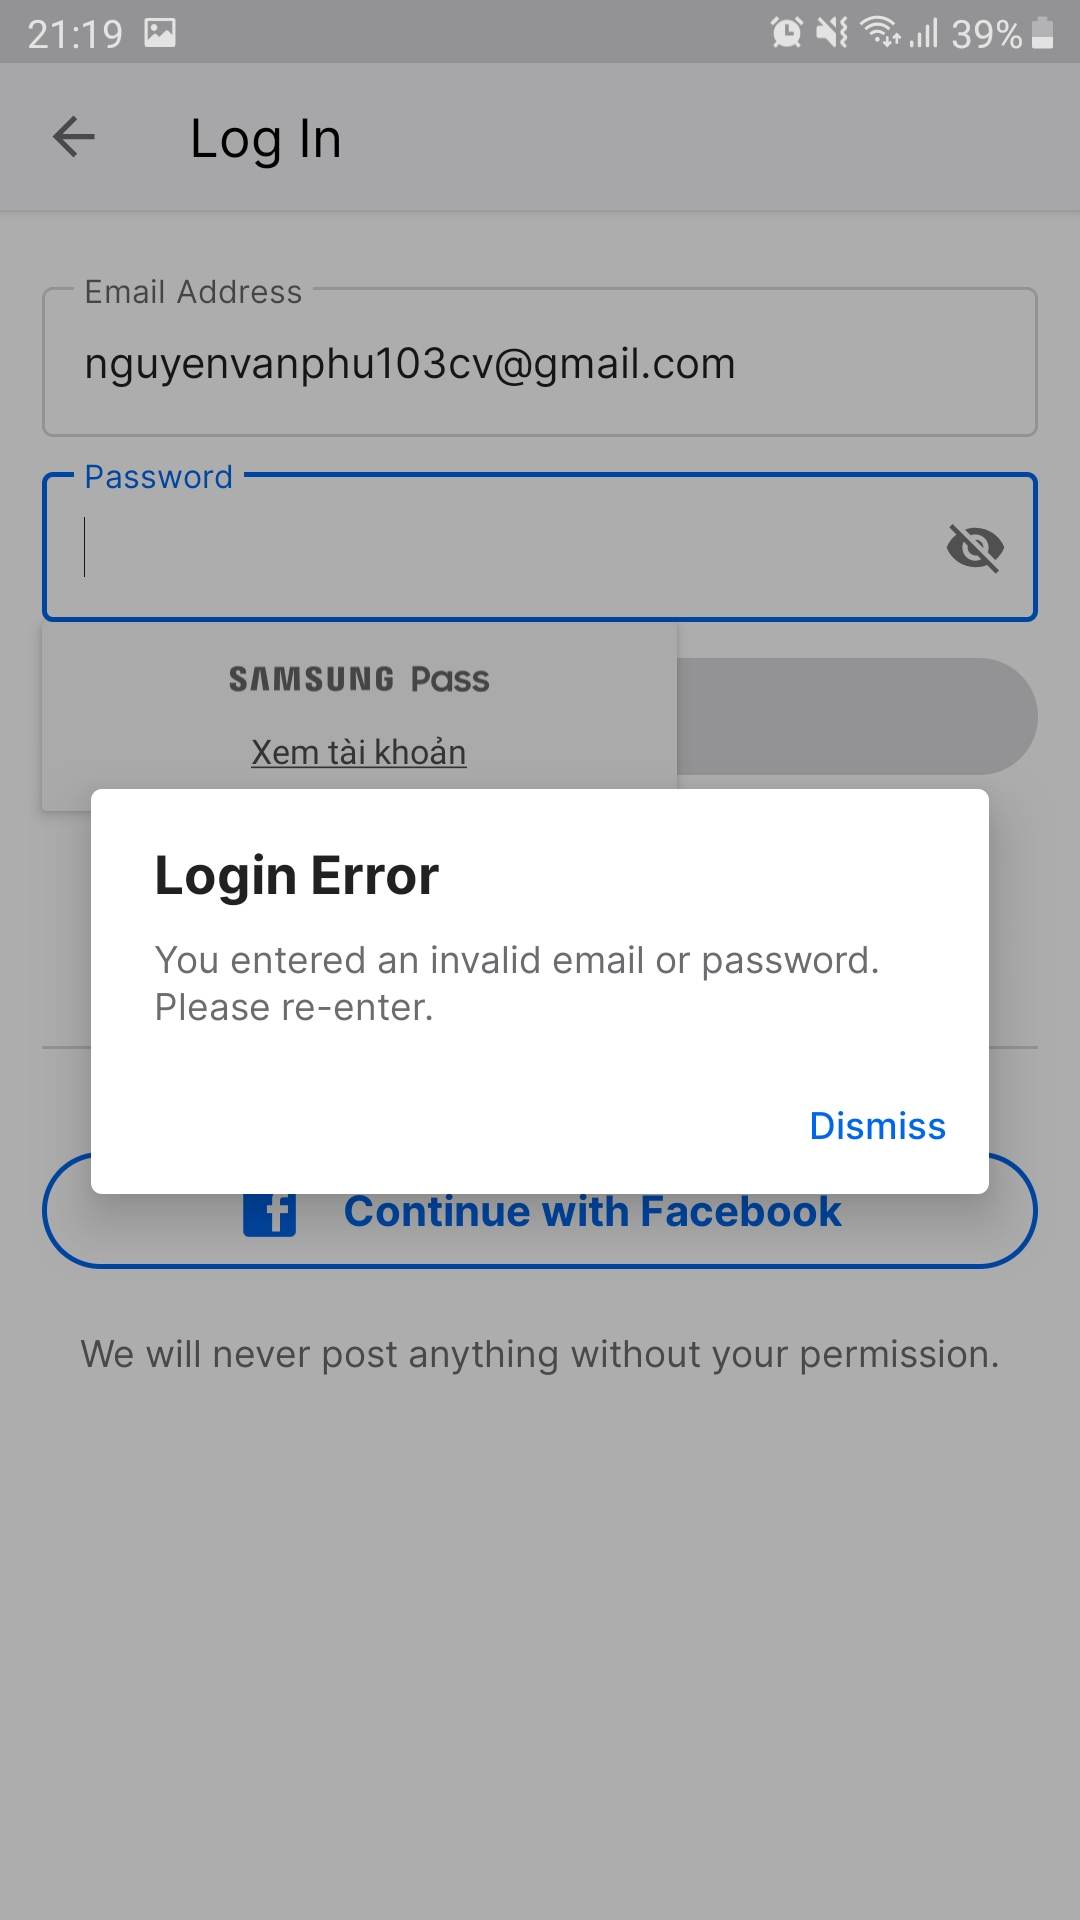 21:19
39%
Log In
Email Address
nguyenvanphu103cv@gmail.com
Password
SAMSUNG Pass
Xem tài khoản
Login Error
You entered an invalid email or password.
Please re-enter.
Dismiss
Continue with Facebook
We will never post anything without your permission.